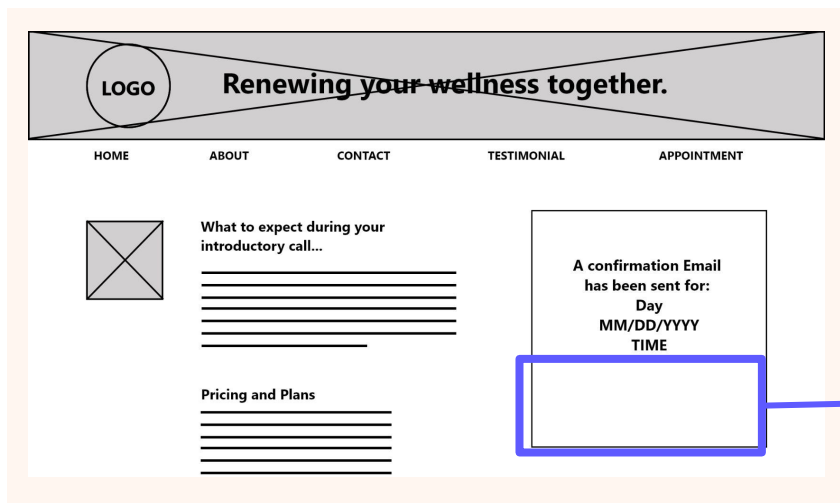 LOGO
Renewing your wellness together.
HOME ABOUT CONTACT TESTIMONIAL APPOINTMENT
What to expect during your
introductory call...
Pricing and Plans
A confirmation Email
has been sent for:
Day
MM/DD/YYYY
TIME